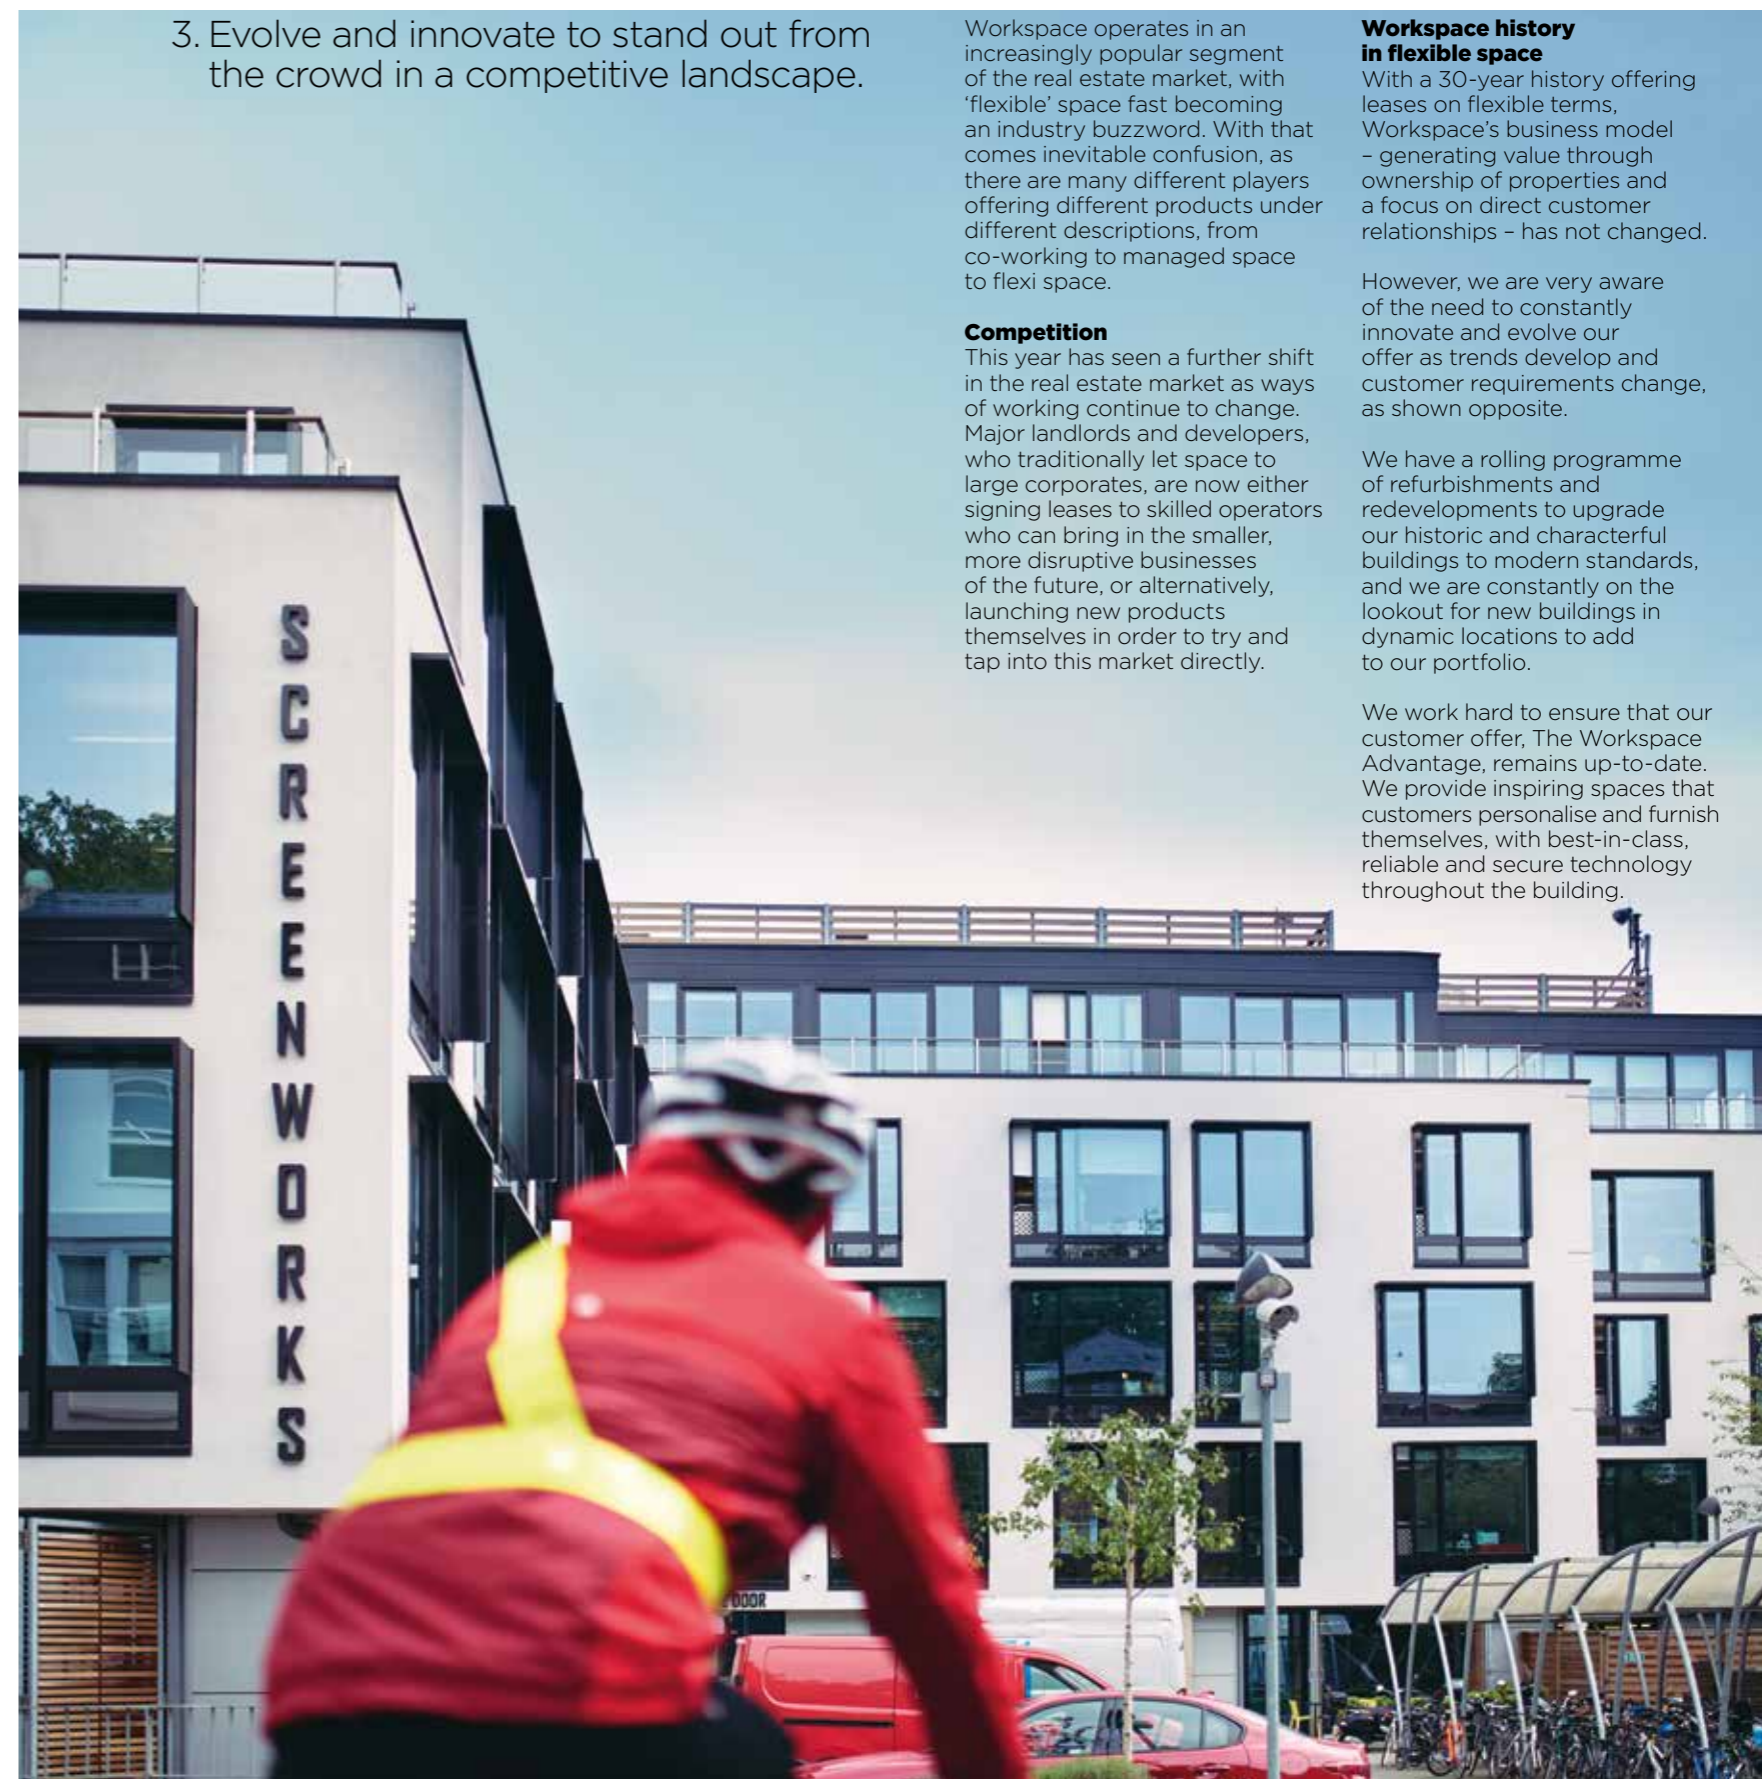 3. Evolve and innovate to stand out from
the crowd in a competitive landscape.
Workspace operates in an
increasingly popular segment
of the real estate market, with
‘flexible’ space fast becoming
an industry buzzword. With that
comes inevitable confusion, as
there are many different players
offering different products under
different descriptions, from
co-working to managed space
to flexi space.
Competition
This year has seen a further shift
in the real estate market as ways
of working continue to change.
Major landlords and developers,
who traditionally let space to
large corporates, are now either
signing leases to skilled operators
who can bring in the smaller,
more disruptive businesses
of the future, or alternatively,
launching new products
themselves in order to try and
tap into this market directly.
Workspace history
in flexible space
With a 30-year history offering
leases on flexible terms,
Workspace’s business model
– generating value through
ownership of properties and
a focus on direct customer
relationships – has not changed.
However, we are very aware
of the need to constantly
innovate and evolve our
offer as trends develop and
customer requirements change,
as shown opposite.
We have a rolling programme
of refurbishments and
redevelopments to upgrade
our historic and characterful
buildings to modern standards,
and we are constantly on the
lookout for new buildings in
dynamic locations to add
to our portfolio.
We work hard to ensure that our
customer offer, The Workspace
Advantage, remains up-to-date.
We provide inspiring spaces that
customers personalise and furnish
themselves, with best-in-class,
reliable and secure technology
throughout the building.
SCREENWORKS
DOOR